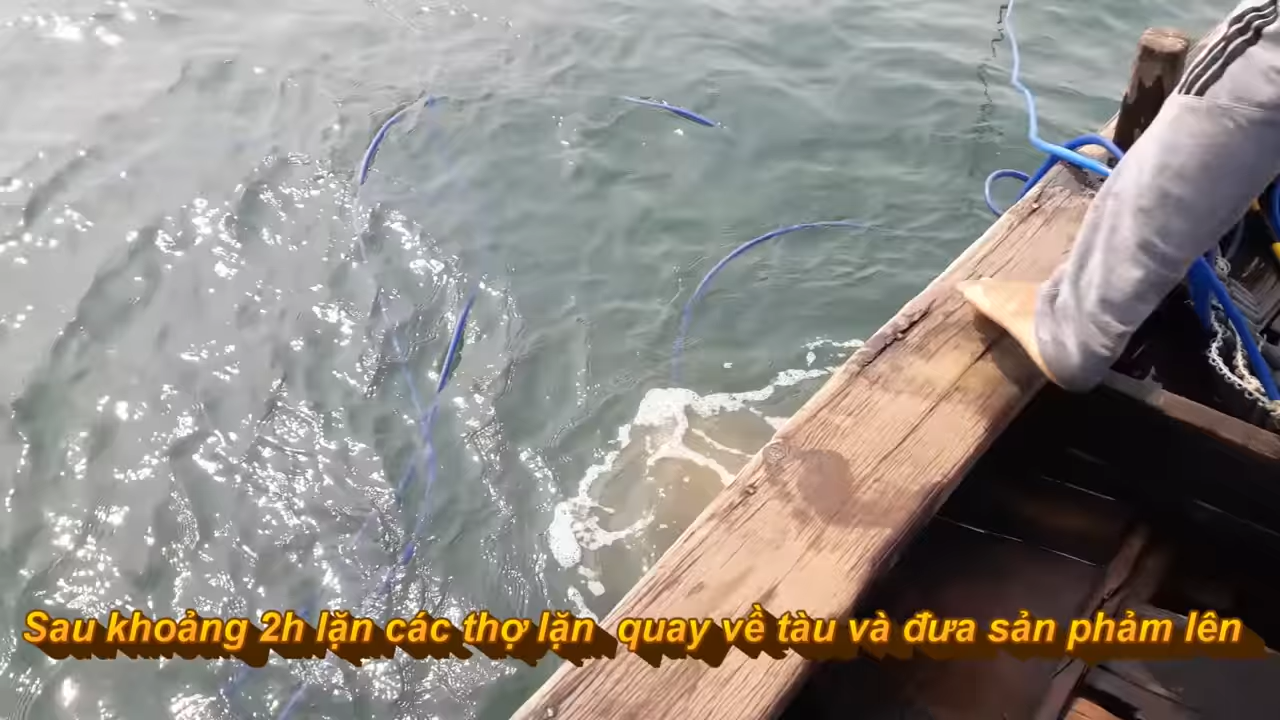 Sau khoảng 2h lặn các thợ lặn quay về tàu và đưa sản phảm lên